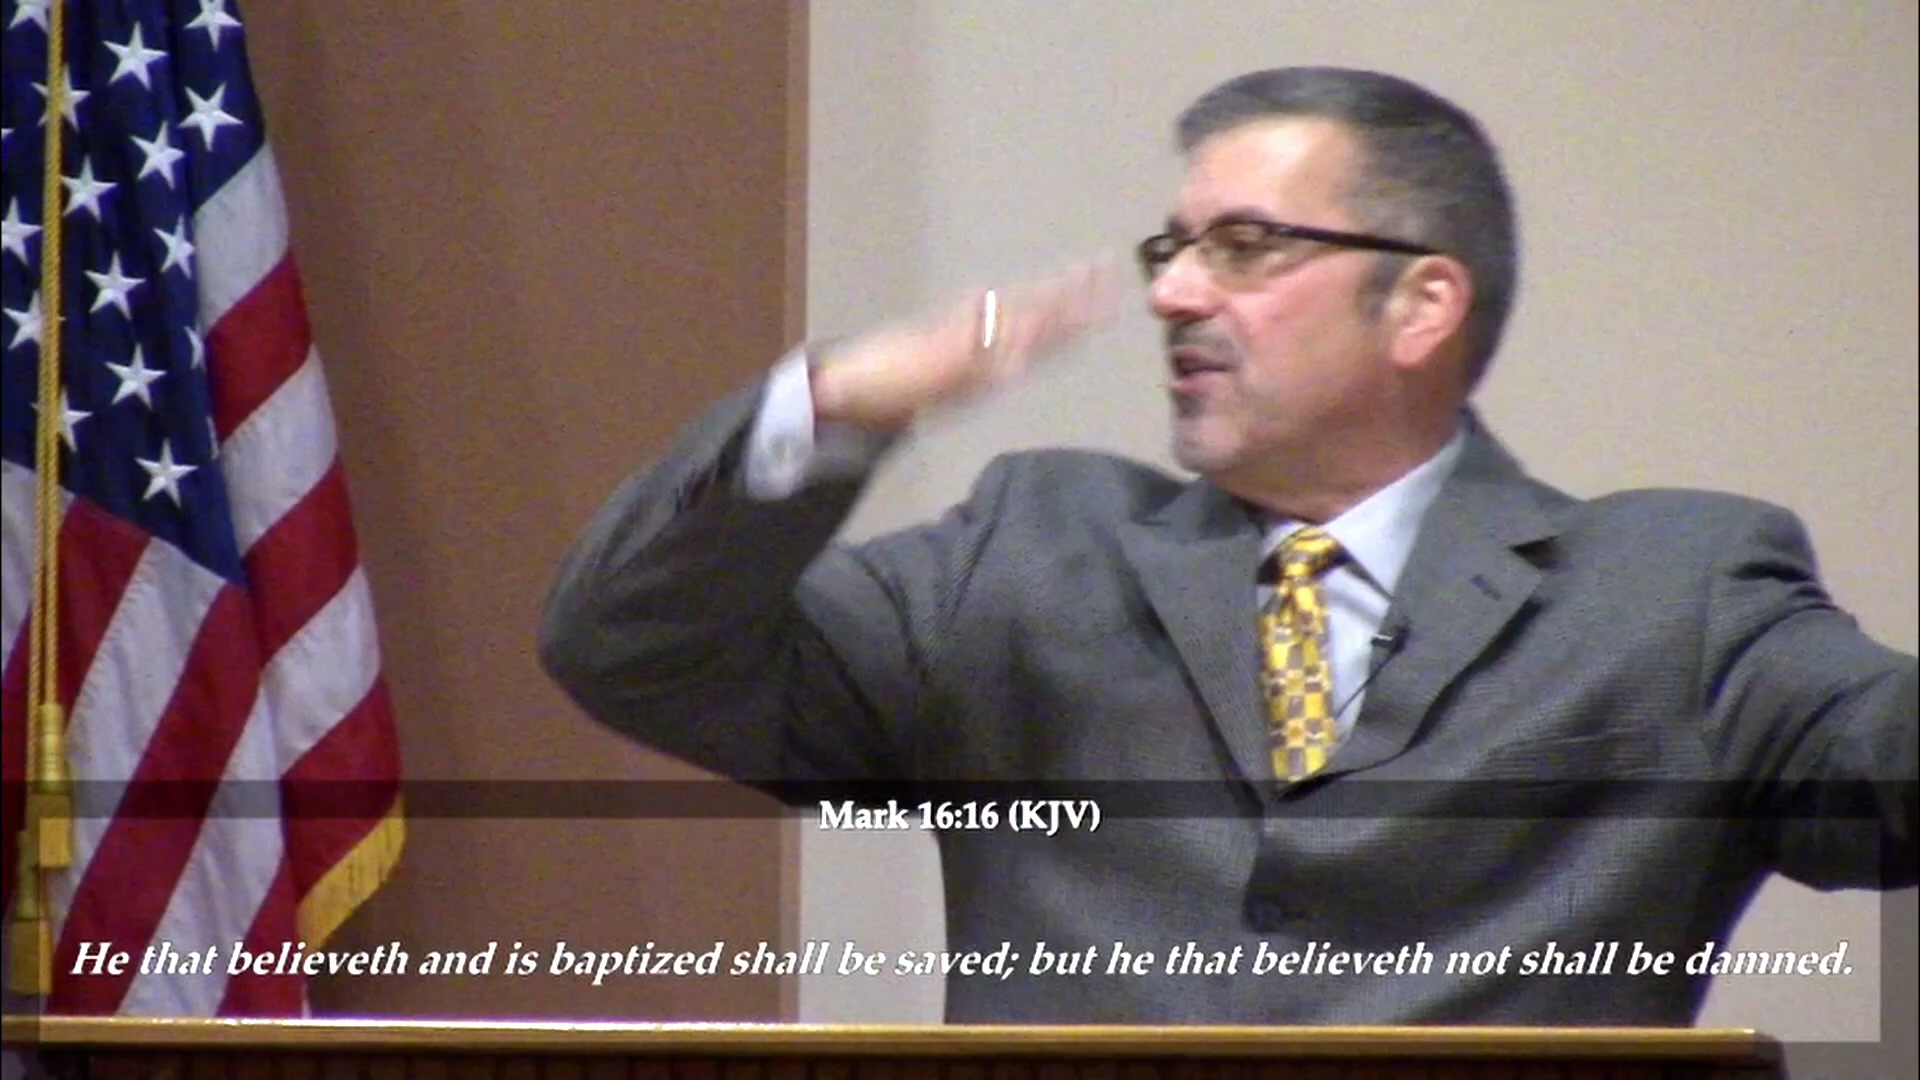 Mark 16:16 (KJV)
He that believeth and is baptized shall be saved; but he that believeth not shall be damned.